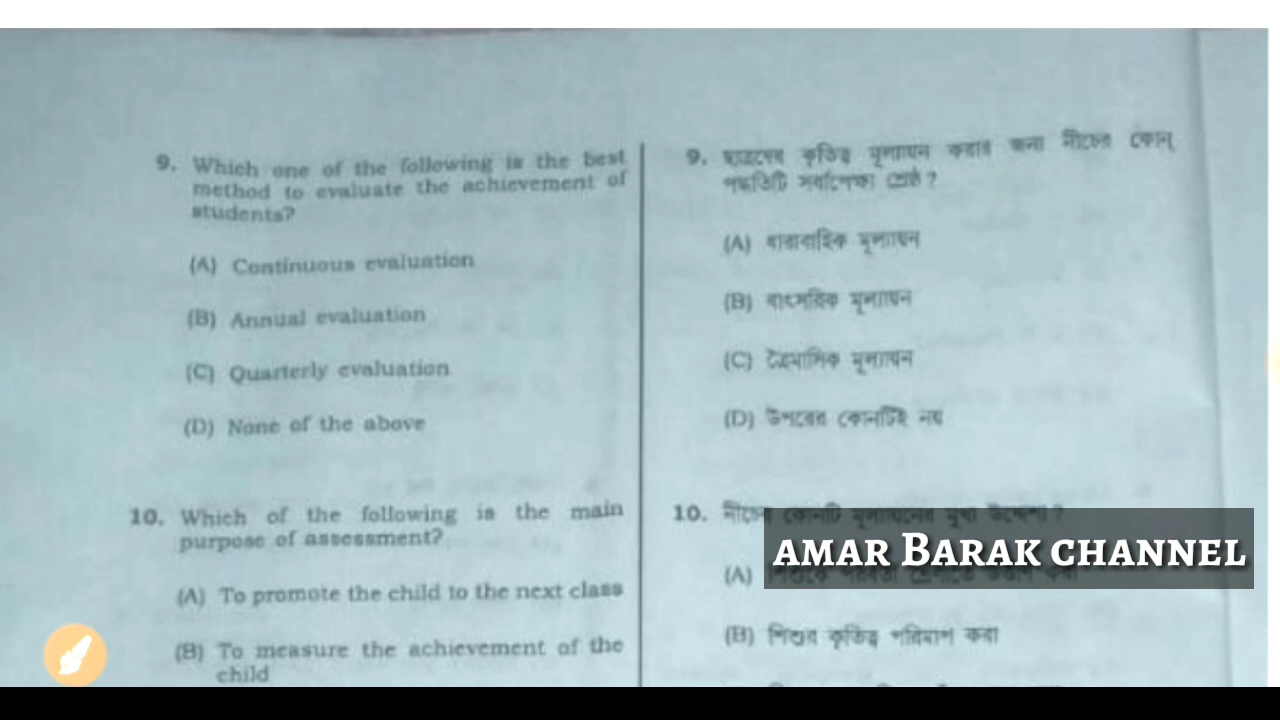 9. Which one of the following is the best
method to evaluate the achievement of
students?
(A) Continuous evaluation
(B) Annual evaluation
(C) Quarterly evaluation
(D) None of the above
10. Which of the following is the main
purpose of assessment?
(A) To promote the child to the next class
(B) To measure the achievement of the
child
9. ছাত্রদের কৃতিত্ব মূল্যায়ন করার জন্য নীচের কোন্
পদ্ধতিটি সর্বাপেক্ষা শ্রেষ্ঠ?
(A) ধারাবাহিক মূল্যায়ন
(B) বাৎসরিক মূল্যায়ন
(C) ত্রৈমাসিক মূল্যায়ন
(D) উপরের কোনটিই নয়
10. নীচের কোনটি মূল্যায়নের মুখ্য উদ্দেশ্য?
AMAR BARAK CHANNEL
(A)
(B) শিশুর কৃতিত্ব পরিমাপ করা